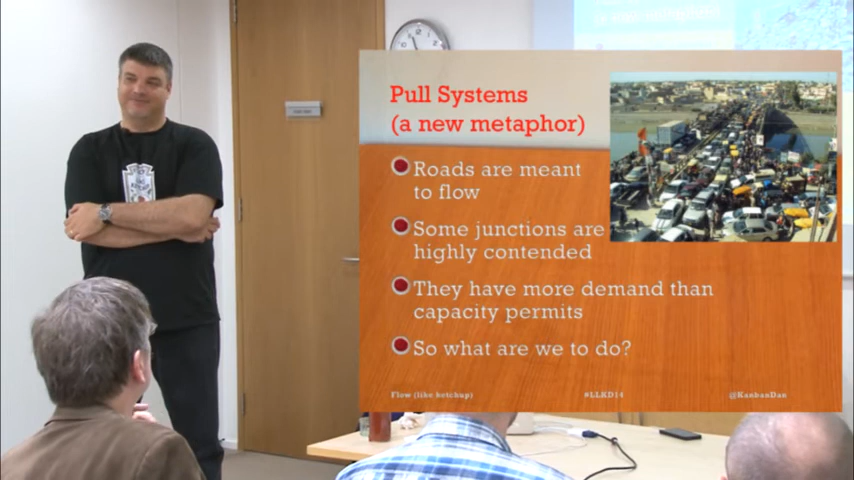 Pull Systems
(a new metaphor)
Roads are meant
to flow
Some junctions are
highly contended
They have more demand than
capacity permits
So what are we to do?
Flow (like ketchup)
#LLKD14
@KanbanDan